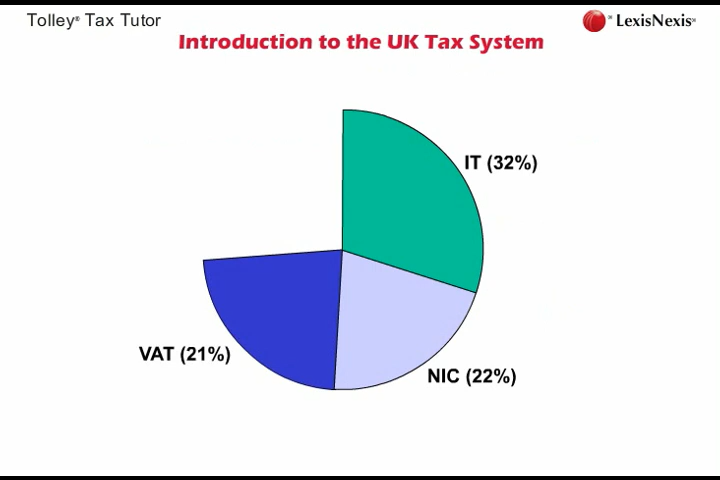 Tolley® Tax Tutor
LexisNexis®
Introduction to the UK Tax System
IT (32%)
VAT (21%)
NIC (22%)